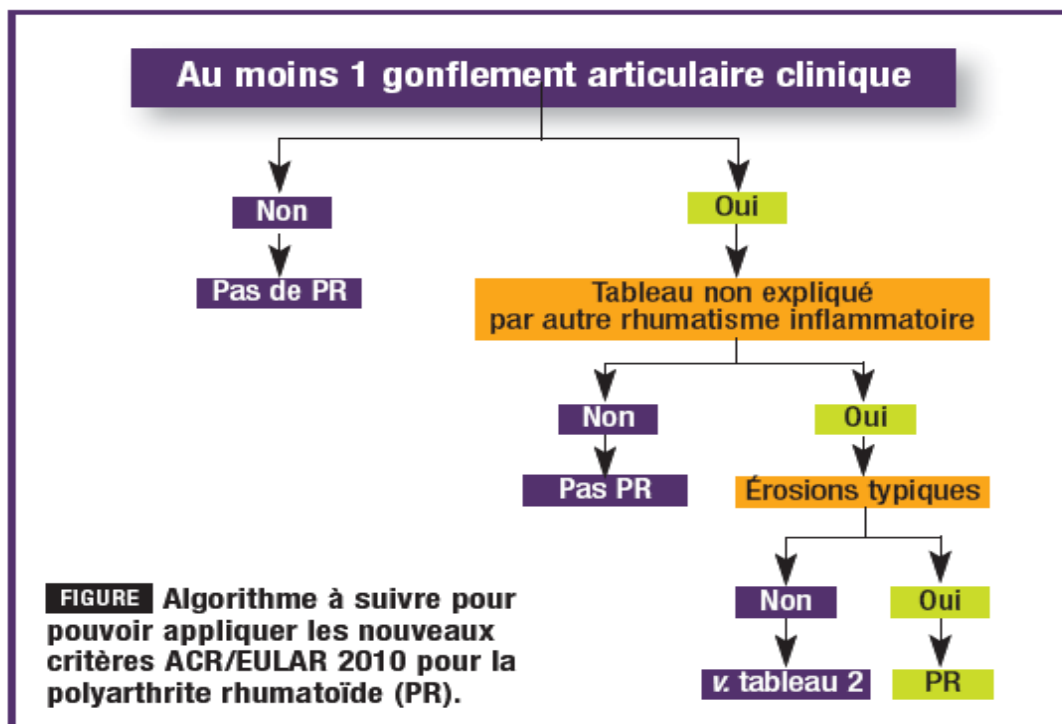 Au moins 1 gonflement articulaire clinique
Non
Oui
Pas de PR
Tableau non expliqué
par autre rhumatisme inflammatoire
Non
Oui
Pas PR
Érosions typiques
Non
Oui
v. tableau 2
PR
FIGURE Algorithme à suivre pour
pouvoir appliquer les nouveaux
critères ACR/EULAR 2010 pour la
polyarthrite rhumatoïde (PR).